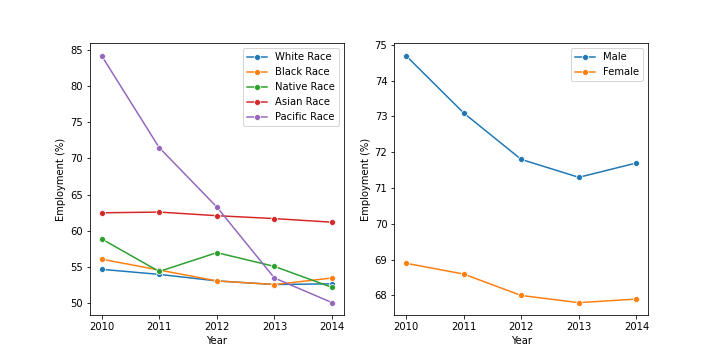 85
80
75
70
65
60
55
50
Employment (%)
2010 2011 2012 2013 2014
Year
White Race
Black Race
Native Race
Asian Race
Pacific Race
75
74
73
72
71
70
69
68
Employment (%)
2010 2011 2012 2013 2014
Year
Male
Female